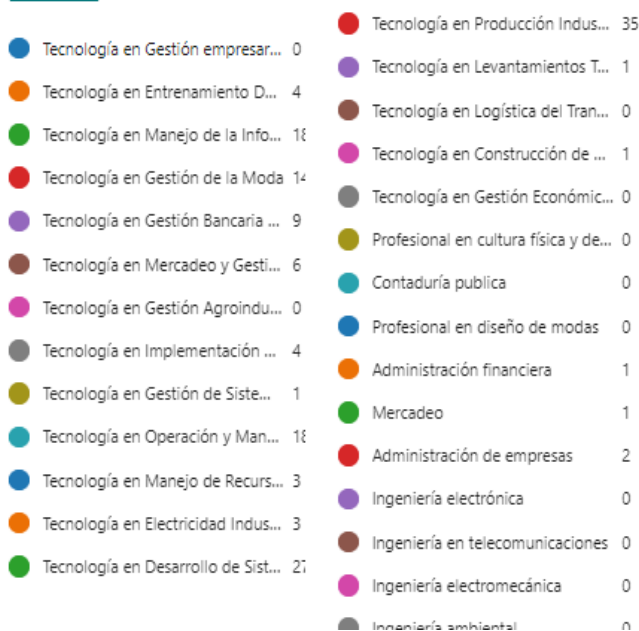 Tecnología en Gestión empresar... 0
Tecnología en Entrenamiento D... 4
Tecnología en Manejo de la Info... 18
Tecnología en Gestión de la Moda 14
Tecnología en Gestión Bancaria ... 9
Tecnología en Mercadeo y Gesti... 6
Tecnología en Gestión Agroindu... 0
Tecnología en Implementación ... 4
Tecnología en Gestión de Siste... 1
Tecnología en Operación y Man... 18
Tecnología en Manejo de Recurs... 3
Tecnología en Electricidad Indus... 3
Tecnología en Desarrollo de Sist... 27
Tecnología en Producción Indus... 35
Tecnología en Levantamientos T... 1
Tecnología en Logística del Tran... 0
Tecnología en Construcción de ... 1
Tecnología en Gestión Económic... 0
Profesional en cultura física y de... 0
Contaduría publica 0
Profesional en diseño de modas 0
Administración financiera 1
Mercadeo 1
Administración de empresas 2
Ingeniería electrónica 0
Ingeniería en telecomunicaciones 0
Ingeniería electromecánica 0
Ingeniería ambiental 0